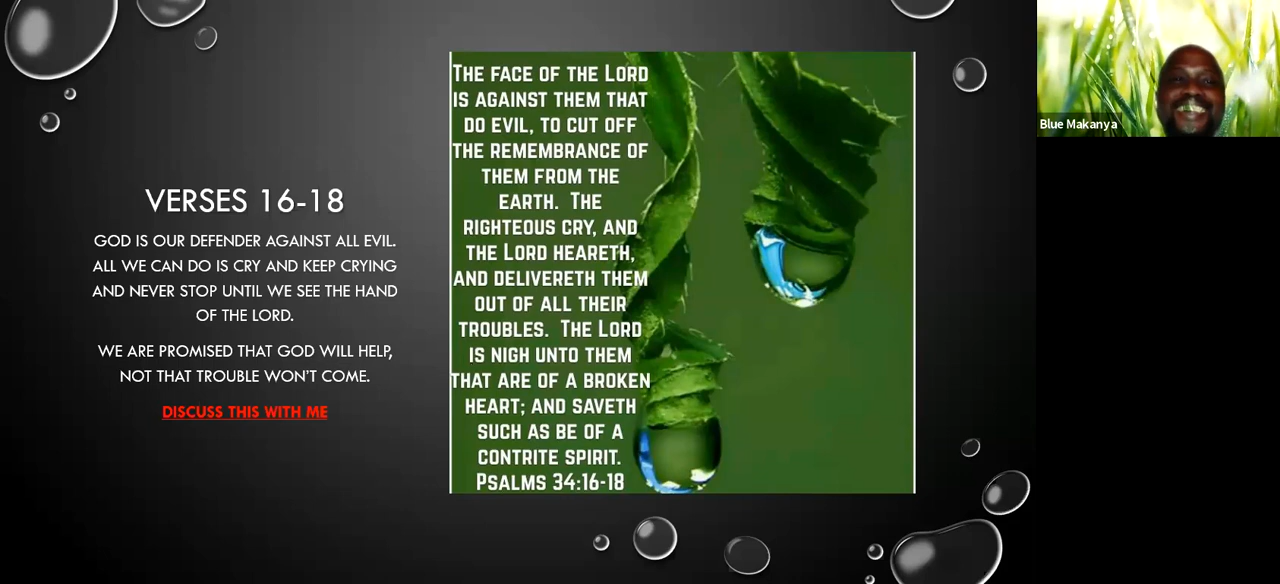 VERSES 16-18
GOD IS OUR DEFENDER AGAINST ALL EVIL.
ALL WE CAN DO IS CRY AND KEEP CRYING
AND NEVER STOP UNTIL WE SEE THE HAND
OF THE LORD.
WE ARE PROMISED THAT GOD WILL HELP,
NOT THAT TROUBLE WON'T COME.
DISCUSS THIS WITH ME
The face of the Lord
is against them that
do evil, to cut off
the remembrance of
them from the
earth. The
righteous cry, and
the Lord heareth,
and delivereth them
out of all their
troubles. The Lord
is nigh unto them
that are of a broken
heart; and saveth
such as be of a
contrite spirit.
Psalms 34:16-18
Blue Makanya